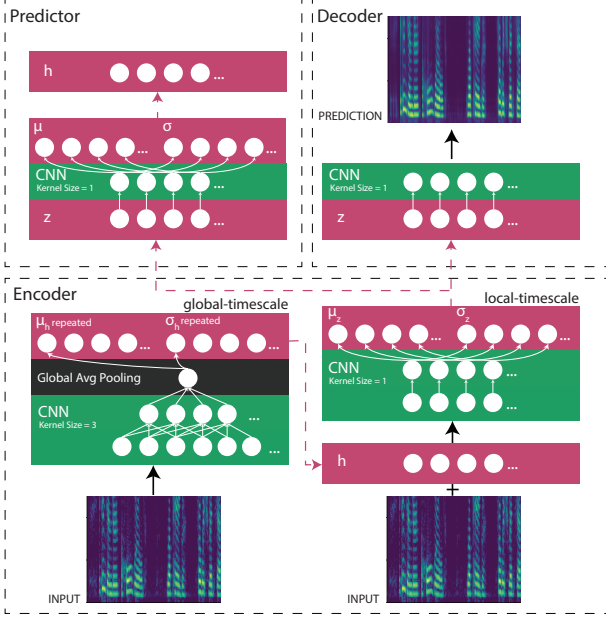 Predictor
h
...
μ
σ
...
...
CNN
Kernel Size = 1
...
z
...
Decoder
PREDICTION
CNN
Kernel Size = 1
...
z
...
Encoder
global-timescale
μh repeated
σh repeated
...
...
Global Avg Pooling
CNN
Kernel Size = 3
...
...
INPUT
local-timescale
μz
σz
...
...
CNN
Kernel Size = 1
...
...
h
...
+
INPUT